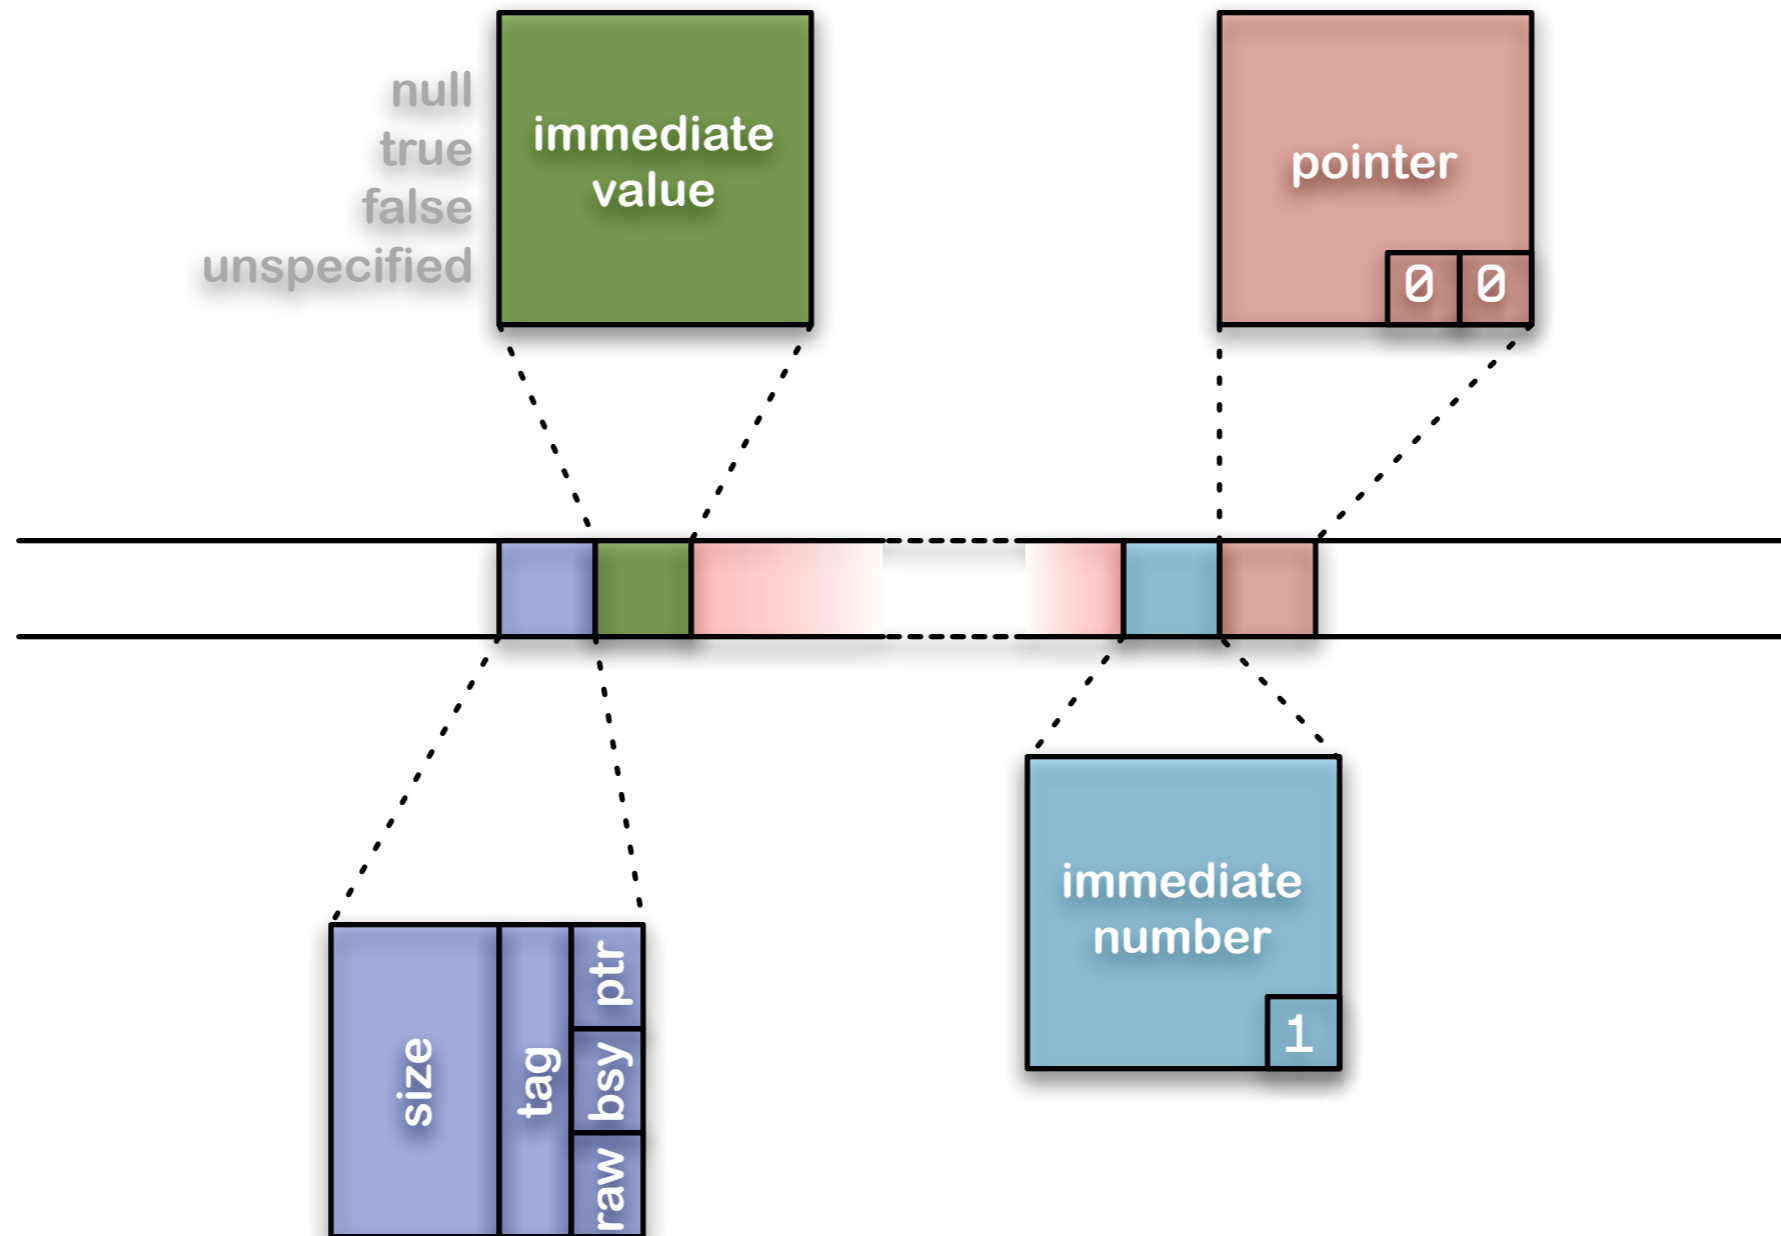 null
true
false
unspecified
immediate
value
pointer
0 0
size
tag
ptr
bsy
raw
immediate
number
1